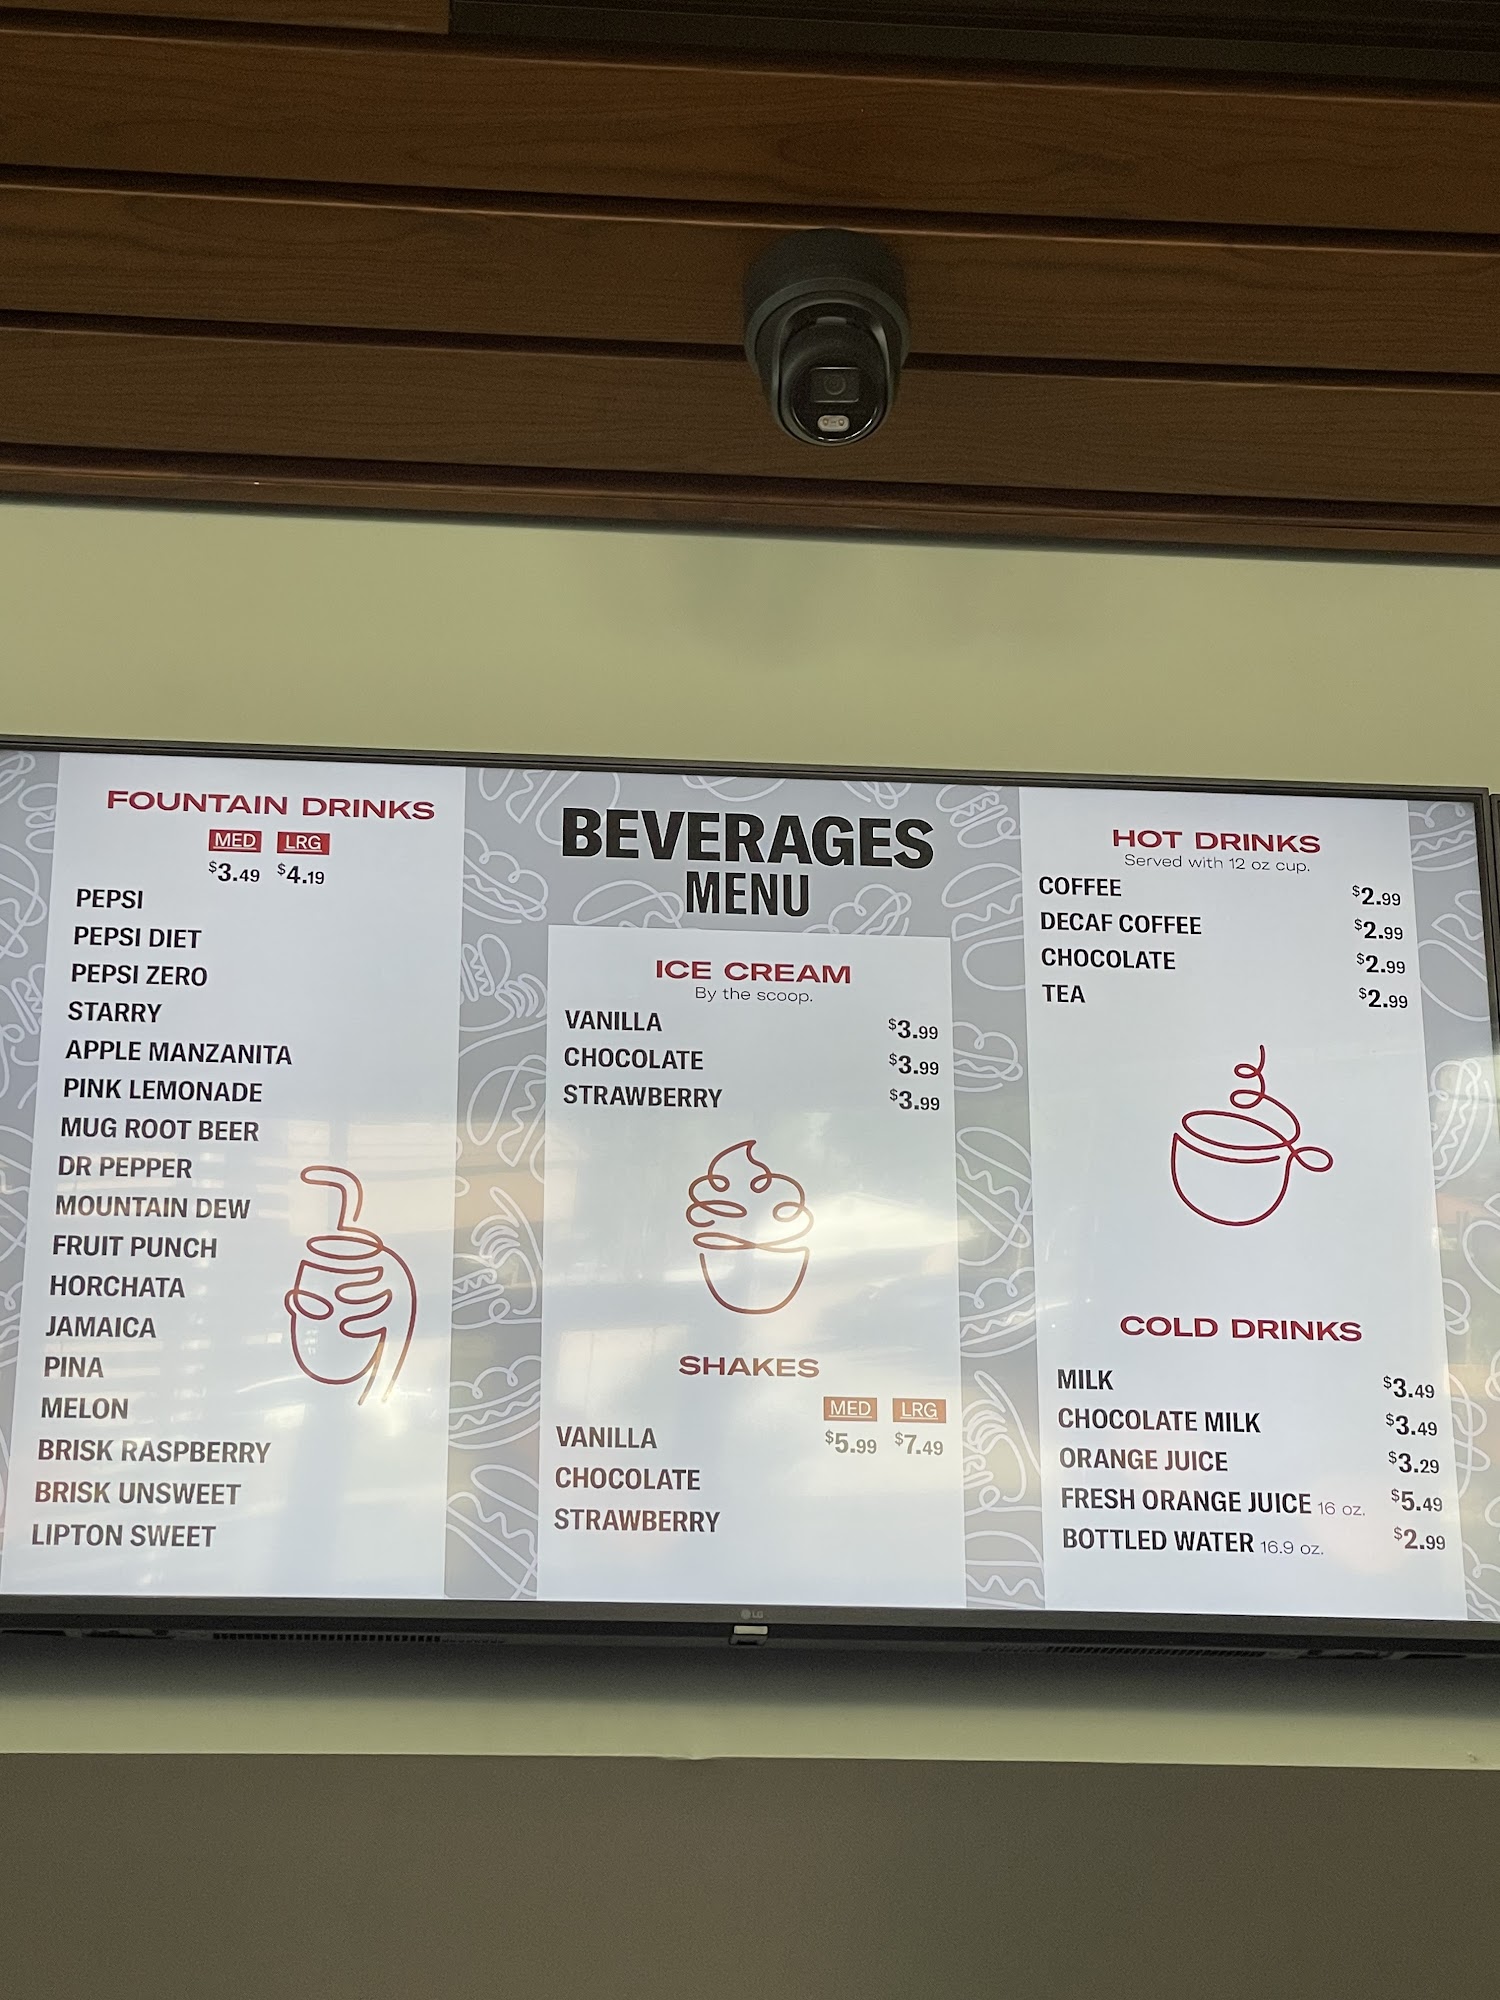 FOUNTAIN DRINKS
MED LRG
$3.49 $4.19
PEPSI
PEPSI DIET
PEPSI ZERO
STARRY
APPLE MANZANITA
PINK LEMONADE
MUG ROOT BEER
DR PEPPER
MOUNTAIN DEW
FRUIT PUNCH
HORCHATA
JAMAICA
PINA
MELON
BRISK RASPBERRY
BRISK UNSWEET
LIPTON SWEET
BEVERAGES
MENU
ICE CREAM
By the scoop.
VANILLA $3.99
CHOCOLATE $3.99
STRAWBERRY $3.99
SHAKES
MED LRG
VANILLA $5.99 $7.49
CHOCOLATE
STRAWBERRY
HOT DRINKS
Served with 12 oz cup.
COFFEE $2.99
DECAF COFFEE $2.99
CHOCOLATE $2.99
TEA $2.99
COLD DRINKS
MILK $3.49
CHOCOLATE MILK $3.49
ORANGE JUICE $3.29
FRESH ORANGE JUICE 16 oz. $5.49
BOTTLED WATER 16.9 oz. $2.99
LG